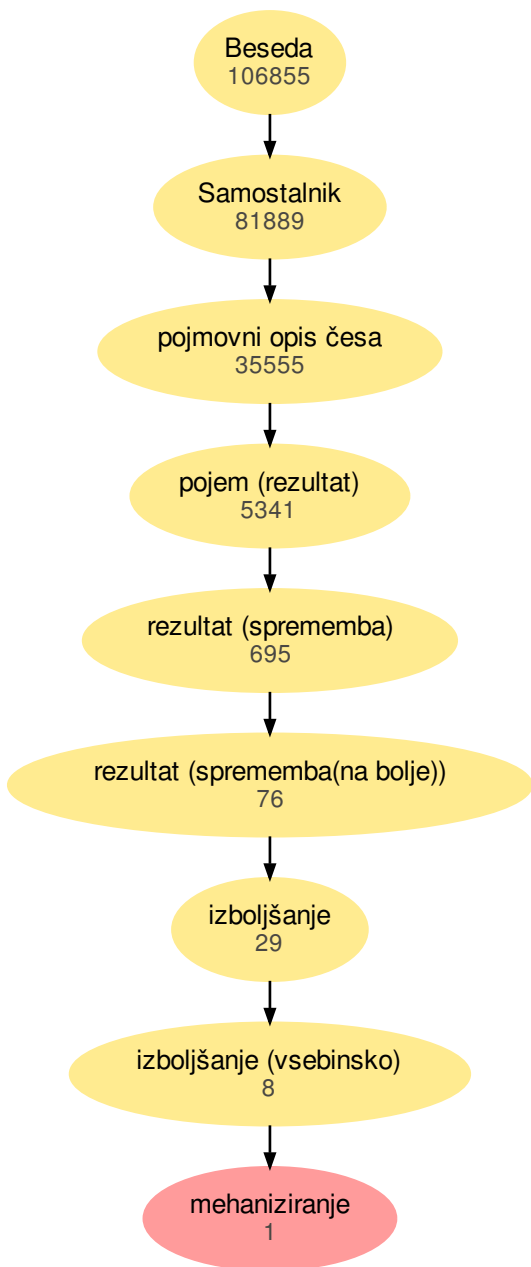 Beseda
106855
Samostalnik
81889
pojmovni opis česa
35555
pojem (rezultat)
5341
rezultat (sprememba)
695
rezultat (sprememba(na bolje))
76
izboljšanje
29
izboljšanje (vsebinsko)
8
mehaniziranje
1